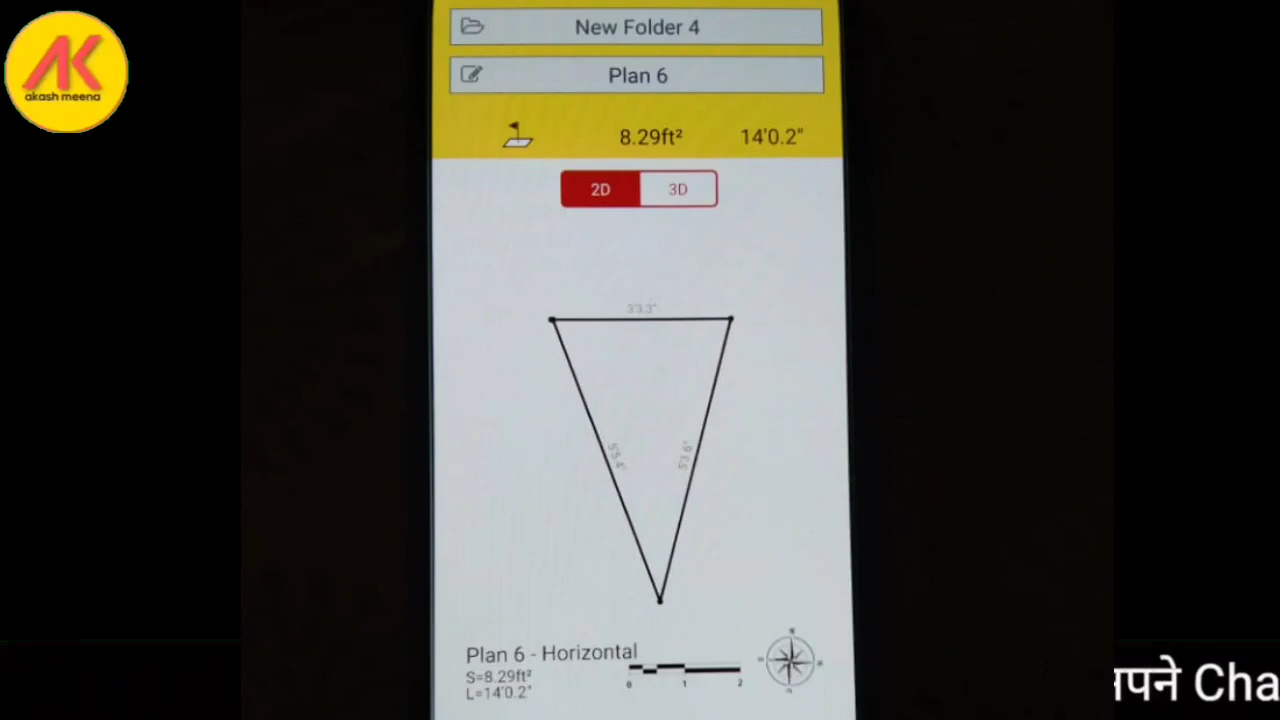 AK
akash meena
New Folder 4
Plan 6
8.29ft² 14'0.2"
2D 3D
3'3.3"
5'5.4"
5'3.6"
Plan 6 - Horizontal
S=8.29ft²
L=14'0.2"
0 1 2
पने Cha